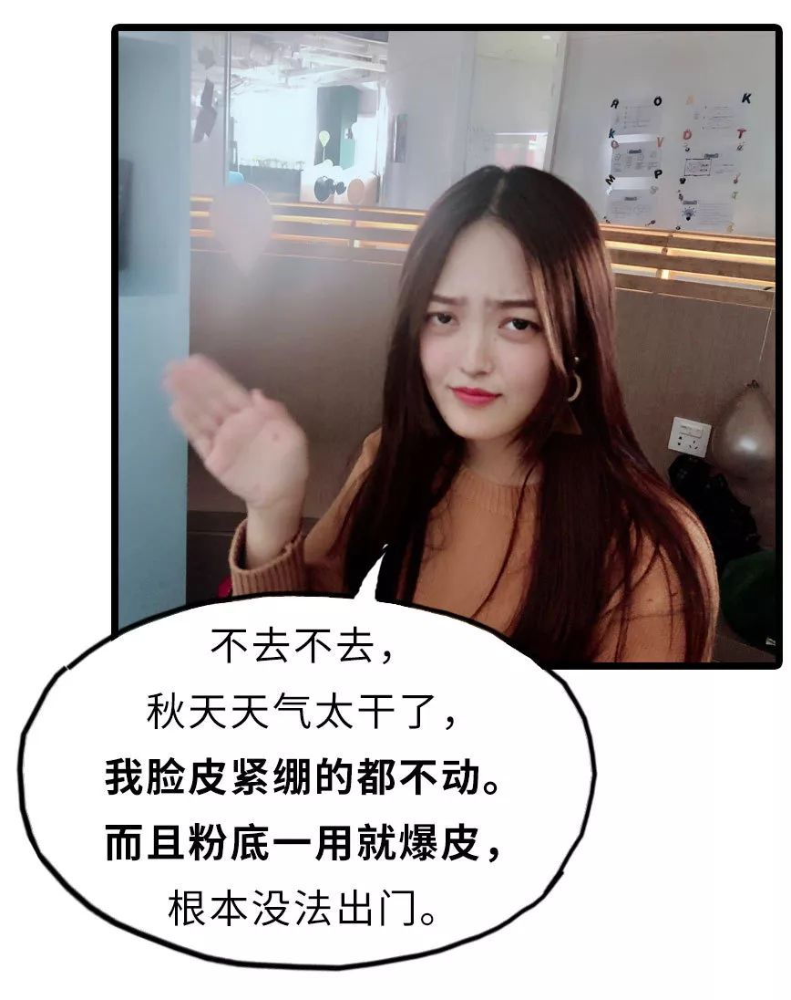 A O A K
K O V D T
M P
不去不去，
秋天天气太干了，
我脸皮紧绷的都不动。
而且粉底一用就爆皮，
根本没法出门。